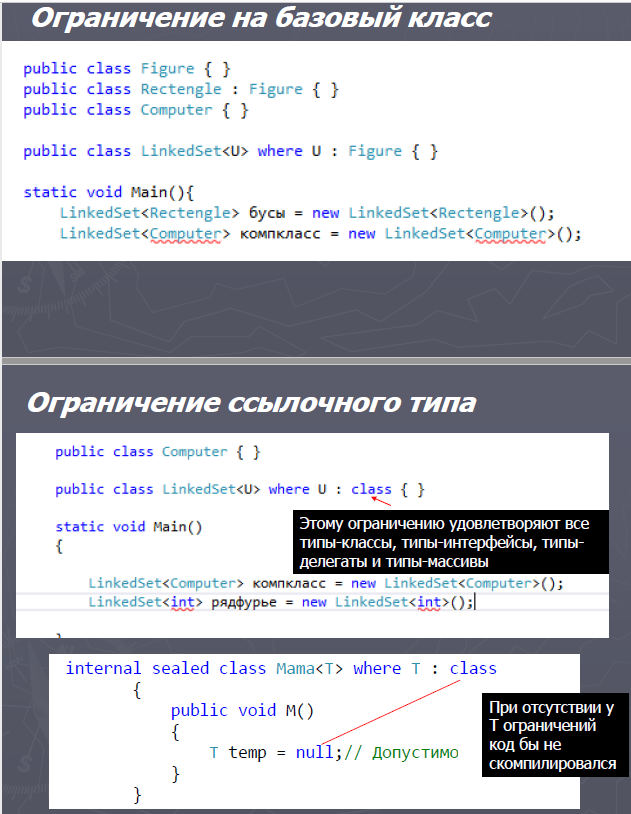 Ограничение на базовый класс
public class Figure { }
public class Rectengle : Figure { }
public class Computer { }
public class LinkedSet<U> where U : Figure { }
static void Main(){
LinkedSet<Rectengle> бусы = new LinkedSet<Rectengle>();
LinkedSet<Computer> компкласс = new LinkedSet<Computer>();
Ограничение ссылочного типа
public class Computer { }
public class LinkedSet<U> where U : class { }
Этому ограничению удовлетворяют все
типы-классы, типы-интерфейсы, типы-
делегаты и типы-массивы
static void Main()
{
LinkedSet<Computer> компкласс = new LinkedSet<Computer>();
LinkedSet<int> рядфурье = new LinkedSet<int>();
}
internal sealed class Mama<T> where T : class
{
public void M()
{
T temp = null;// Допустимо
}
}
При отсутствии у
T ограничений
код бы не
скомпилировался